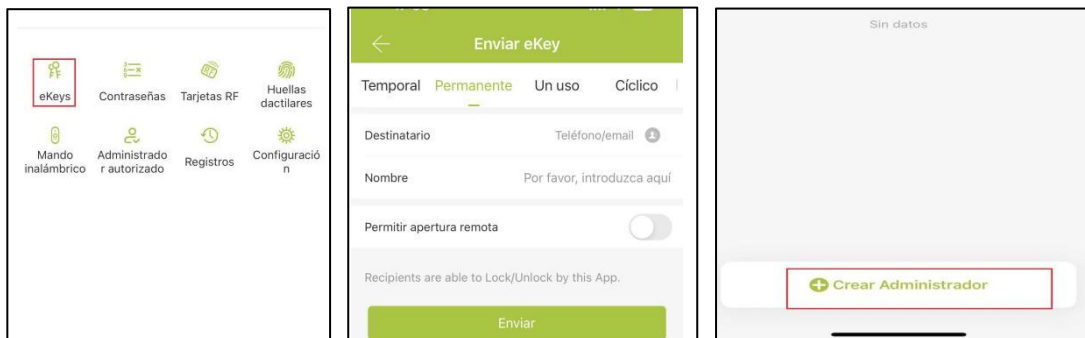 eKeys
Contraseñas
Tarjetas RF
Huellas
dactilares
Mando
inalámbrico
Administrado
r autorizado
Registros
Configuració
n
Enviar eKey
Temporal Permanente Un uso Cíclico
Destinatario Teléfono/email
Nombre Por favor, introduzca aquí
Permitir apertura remota
Recipients are able to Lock/Unlock by this App.
Enviar
Sin datos
Crear Administrador